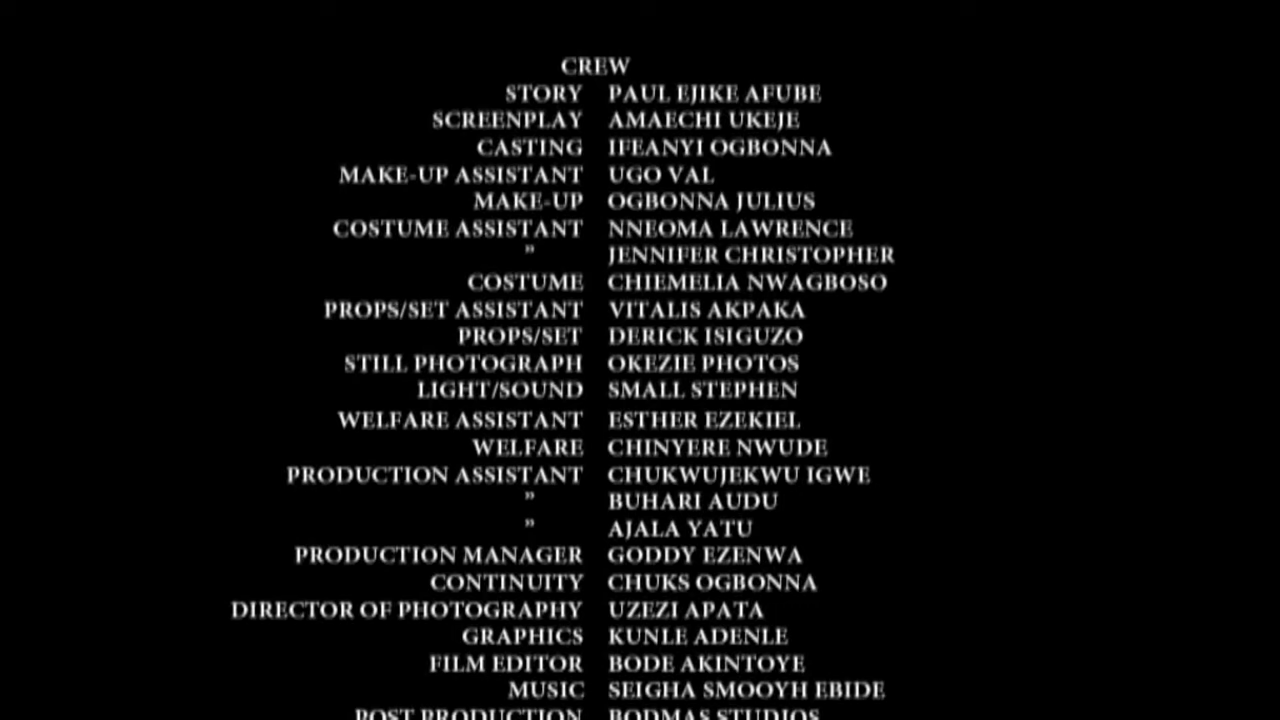 CREW
STORY PAUL EJIKE AFUBE
SCREENPLAY AMAECHI UKEJE
CASTING IFEANYI OGBONNA
MAKE-UP ASSISTANT UGO VAL
MAKE-UP OGBONNA JULIUS
COSTUME ASSISTANT NNEOMA LAWRENCE
" JENNIFER CHRISTOPHER
COSTUME CHIEMELIA NWAGBOSO
PROPS/SET ASSISTANT VITALIS AKPAKA
PROPS/SET DERICK ISIGUZO
STILL PHOTOGRAPH OKEZIE PHOTOS
LIGHT/SOUND SMALL STEPHEN
WELFARE ASSISTANT ESTHER EZEKIEL
WELFARE CHINYERE NWUDE
PRODUCTION ASSISTANT CHUKWUJEKWU IGWE
" BUHARI AUDU
" AJALA YATU
PRODUCTION MANAGER GODDY EZENWA
CONTINUITY CHUKS OGBONNA
DIRECTOR OF PHOTOGRAPHY UZEZI APATA
GRAPHICS KUNLE ADENLE
FILM EDITOR BODE AKINTOYE
MUSIC SEIGHA SMOOYH EBIDE
POST PRODUCTION BODMAS STUDIOS